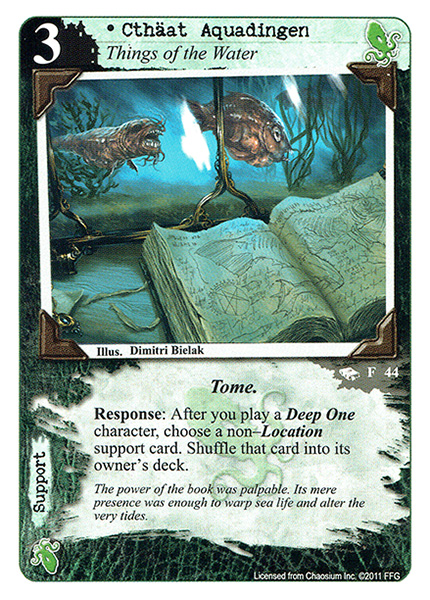 3
• Cthäat Aquadingen
Things of the Water
Illus. Dimitri Bielak
F 44
Tome.
Response: After you play a Deep One
character, choose a non–Location
support card. Shuffle that card into its
owner's deck.
The power of the book was palpable. Its mere
presence was enough to warp sea life and alter the
very tides.
Support
Licensed from Chaosium Inc. ©2011 FFG